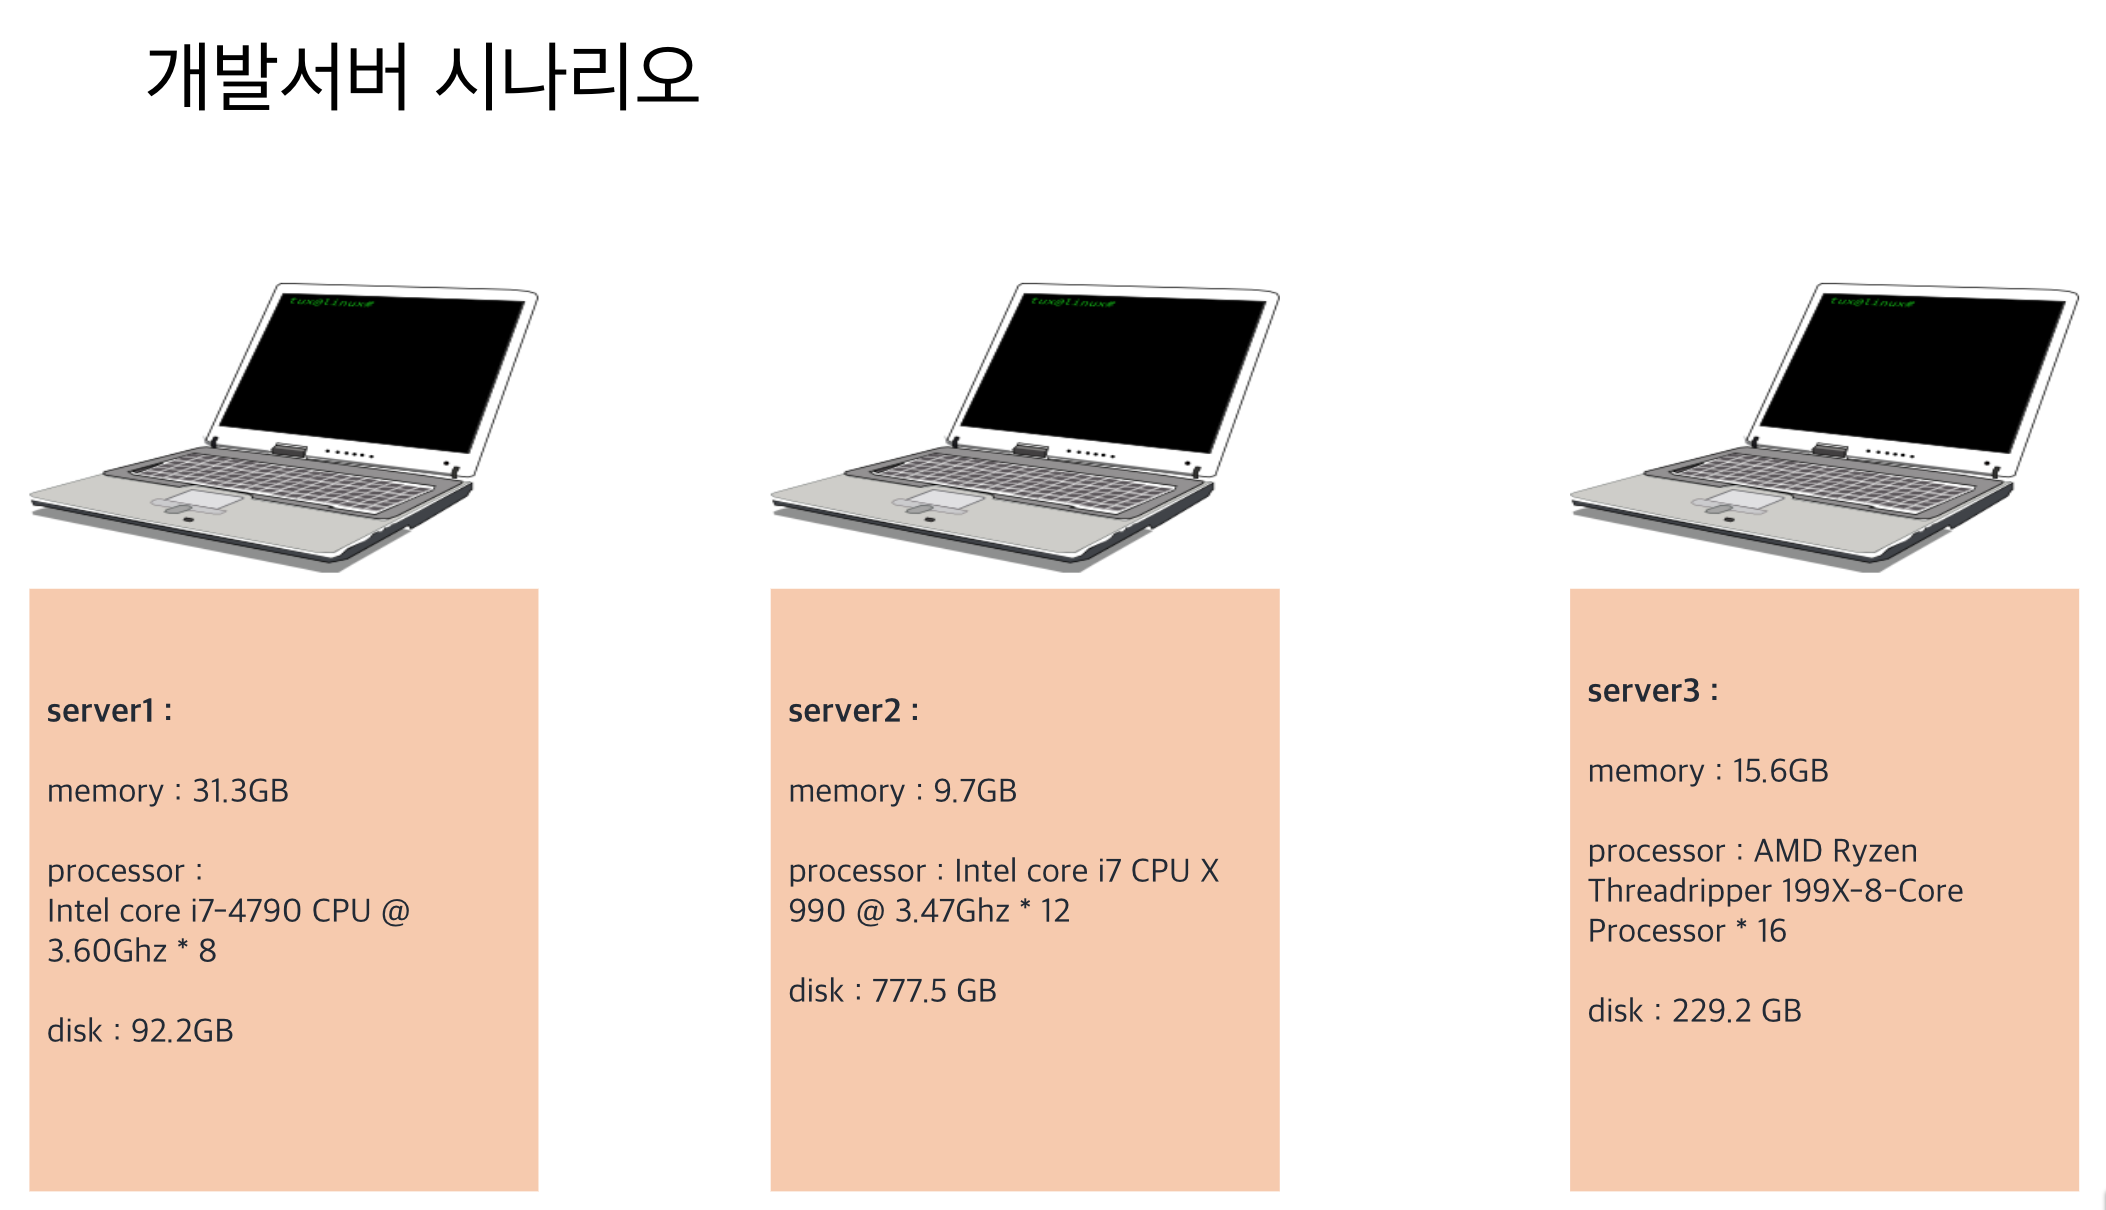 개발서버 시나리오
tux@linux#
tux@linux#
tux@linux#
server1 :
memory : 31.3GB
processor :
Intel core i7-4790 CPU @
3.60Ghz * 8
disk : 92.2GB
server2 :
memory : 9.7GB
processor : Intel core i7 CPU X
990 @ 3.47Ghz * 12
disk : 777.5 GB
server3 :
memory : 15.6GB
processor : AMD Ryzen
Threadripper 199X-8-Core
Processor * 16
disk : 229.2 GB